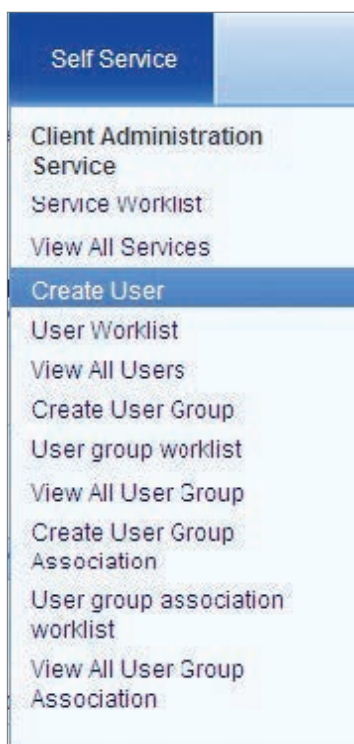 Self Service
Client Administration
Service
Service Worklist
View All Services
Create User
User Worklist
View All Users
Create User Group
User group worklist
View All User Group
Create User Group
Association
User group association
worklist
View All User Group
Association